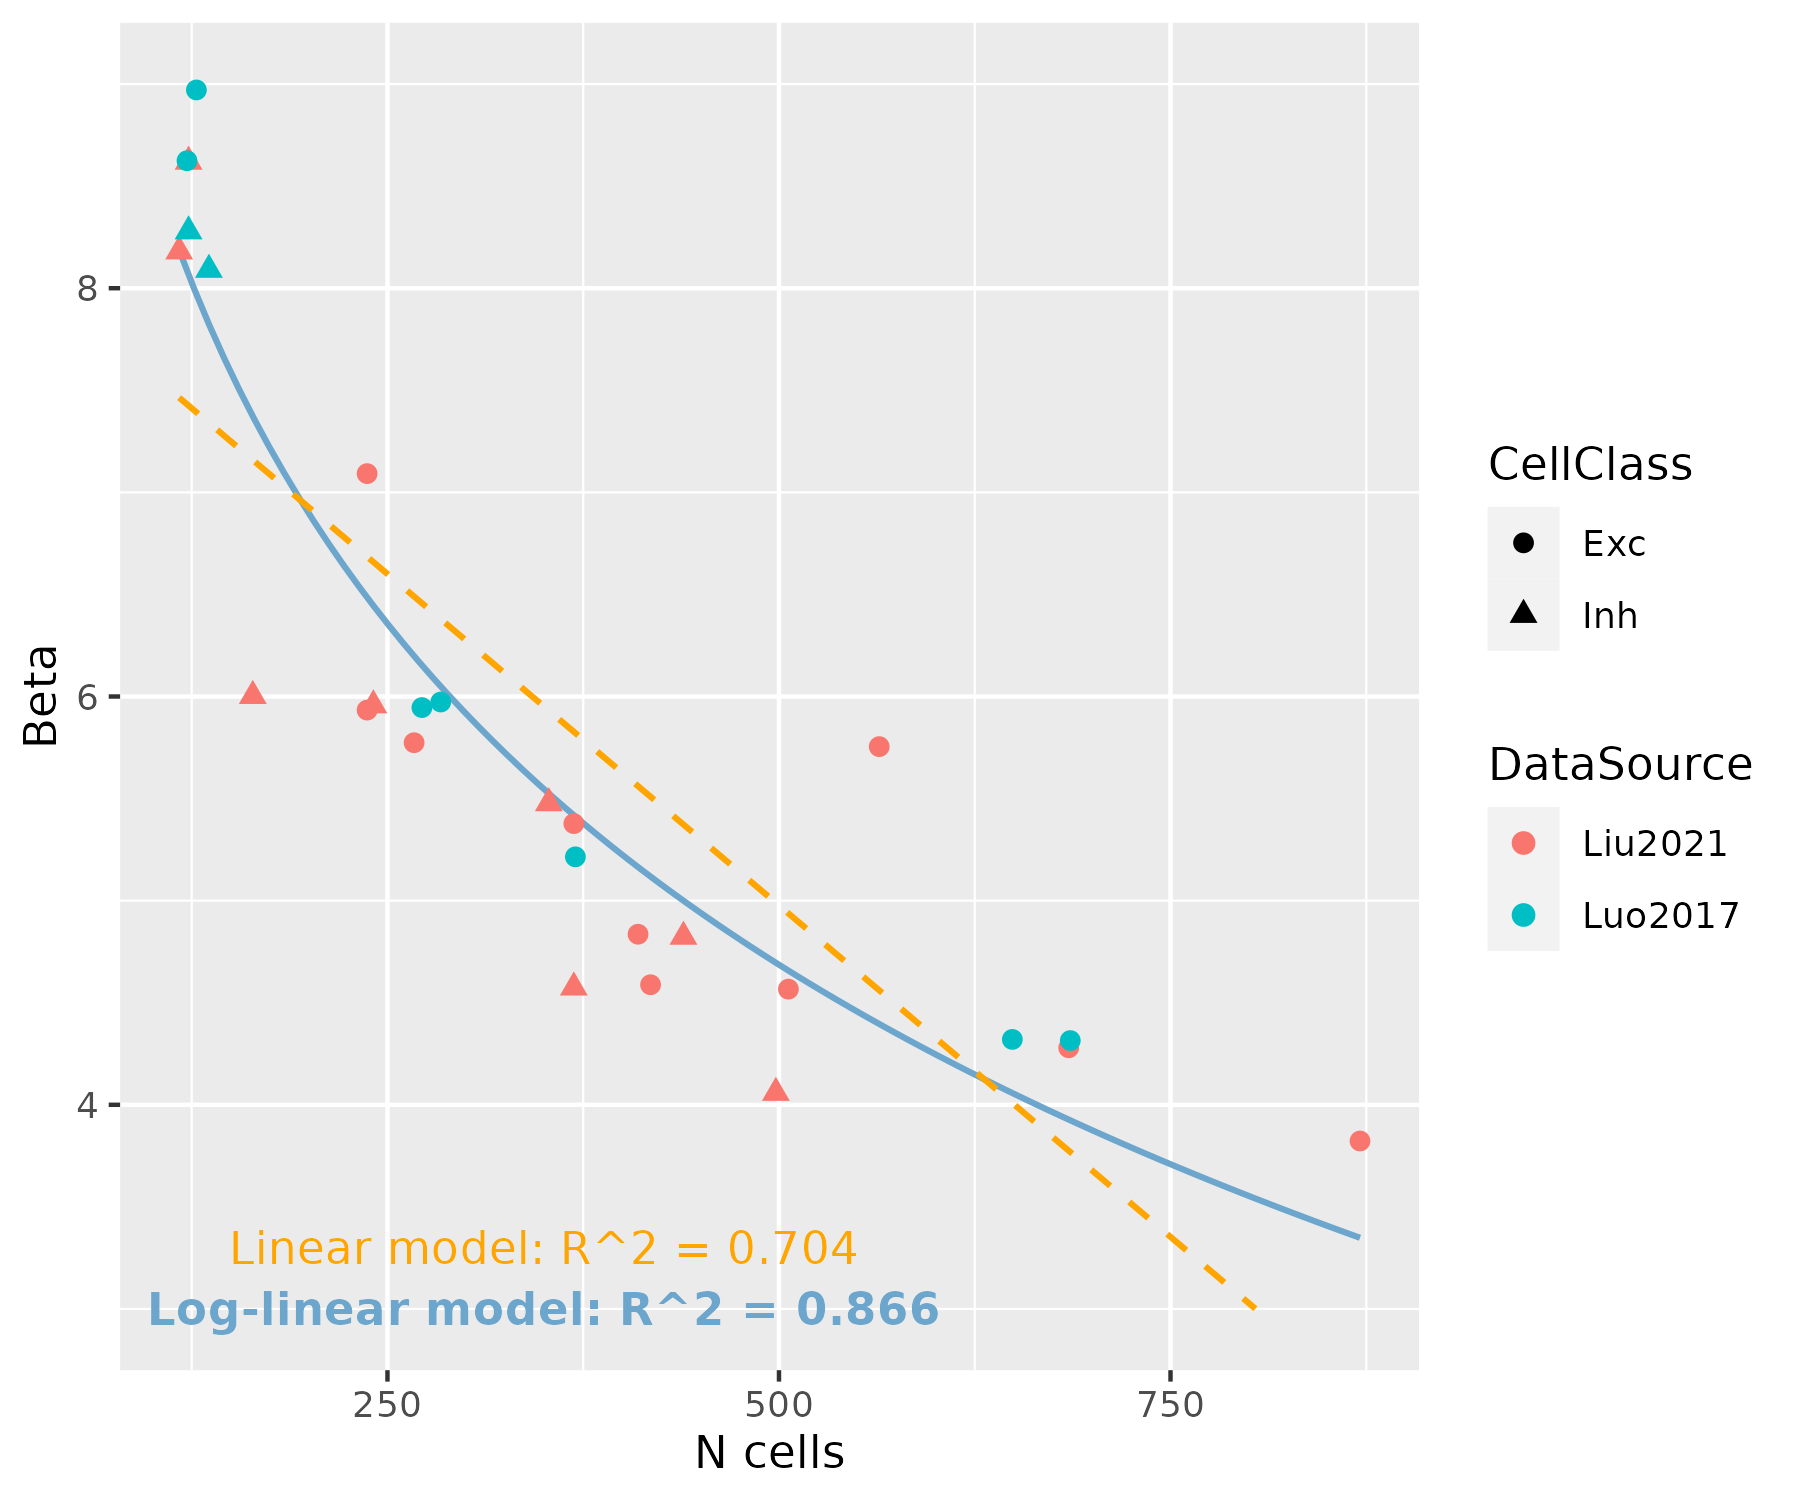 8
6
4
Beta
Linear model: R^2 = 0.704
Log-linear model: R^2 = 0.866
250 500 750
N cells
CellClass
Exc
Inh
DataSource
Liu2021
Luo2017